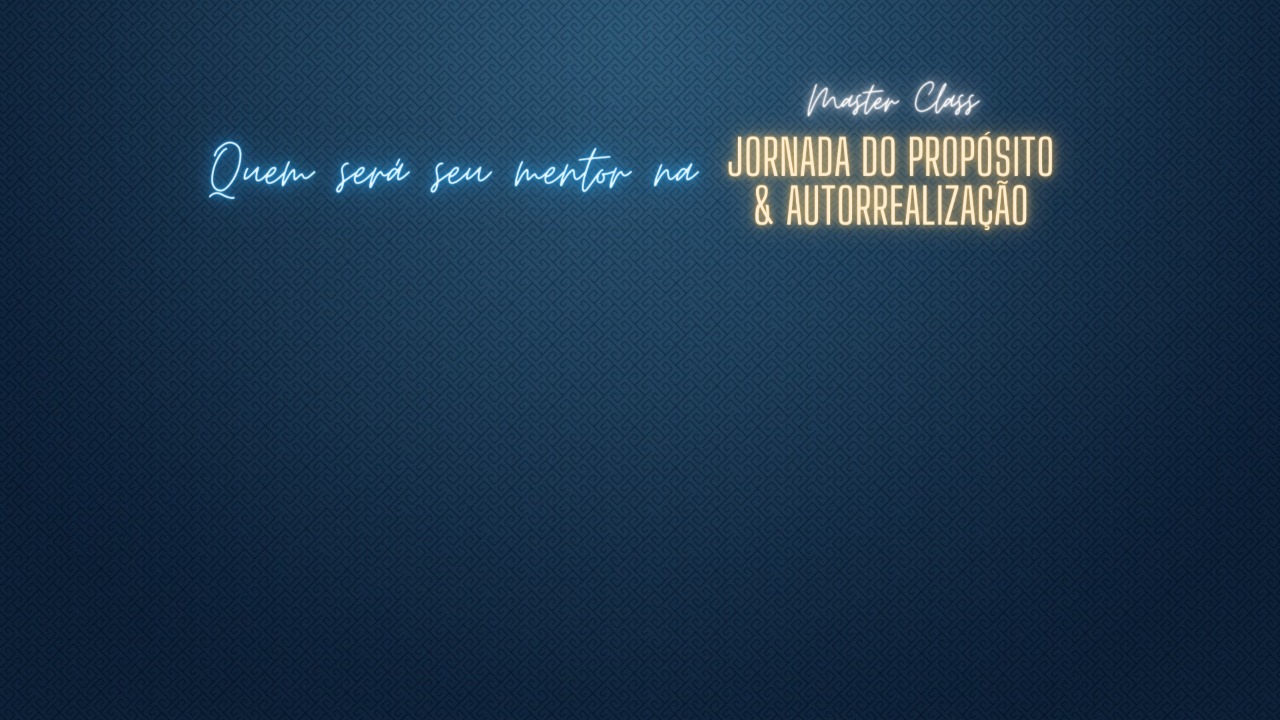 Quem será seu mentor na
Master Class
JORNADA DO PROPÓSITO
& AUTORREALIZAÇÃO